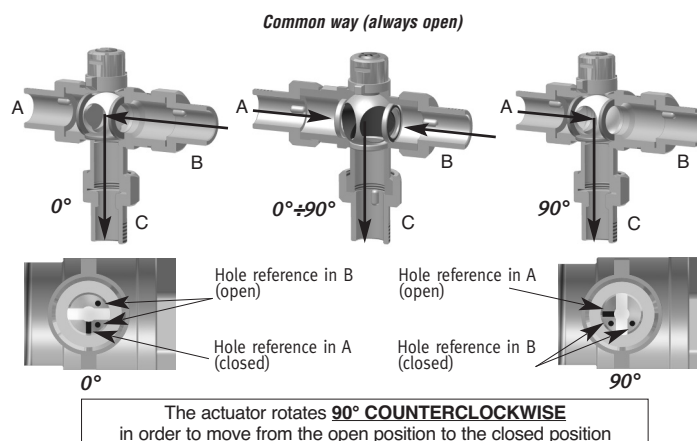 Common way (always open)
A
B
C
0°
A
B
C
0°÷90°
A
B
C
90°
Hole reference in B
(open)
Hole reference in A
(closed)
0°
Hole reference in A
(open)
Hole reference in B
(closed)
90°
The actuator rotates 90° COUNTERCLOCKWISE
in order to move from the open position to the closed position